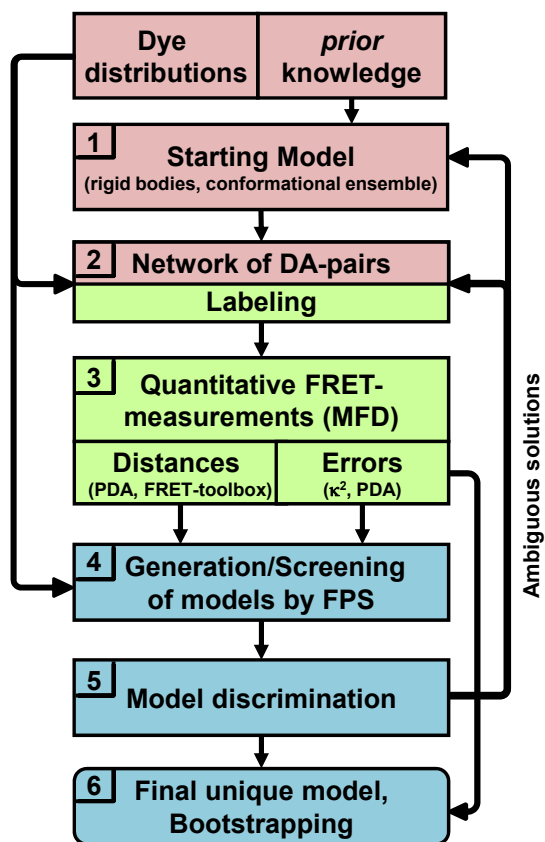 Dye
distributions
prior
knowledge
1
Starting Model
(rigid bodies, conformational ensemble)
2
Network of DA-pairs
Labeling
3
Quantitative FRET-
measurements (MFD)
Distances
(PDA, FRET-toolbox)
Errors
(κ², PDA)
4
Generation/Screening
of models by FPS
5
Model discrimination
6
Final unique model,
Bootstrapping
Ambiguous solutions